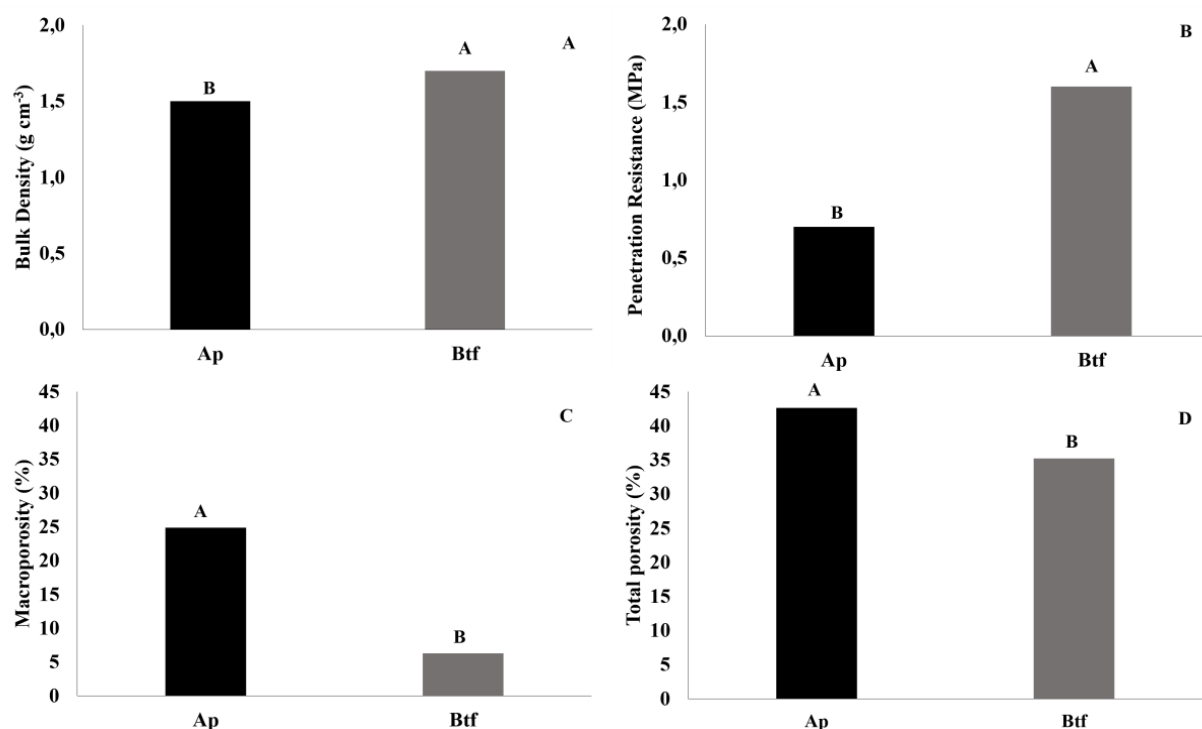 Bulk Density (g cm-3)
2,0
1,5
1,0
0,5
0,0
A
B
A
Ap
Btf
Penetration Resistance (MPa)
2,0
1,5
1,0
0,5
0,0
B
B
A
Ap
Btf
Macroporosity (%)
45
40
35
30
25
20
15
10
5
0
C
A
B
Ap
Btf
Total porosity (%)
45
40
35
30
25
20
15
10
5
0
D
A
B
Ap
Btf